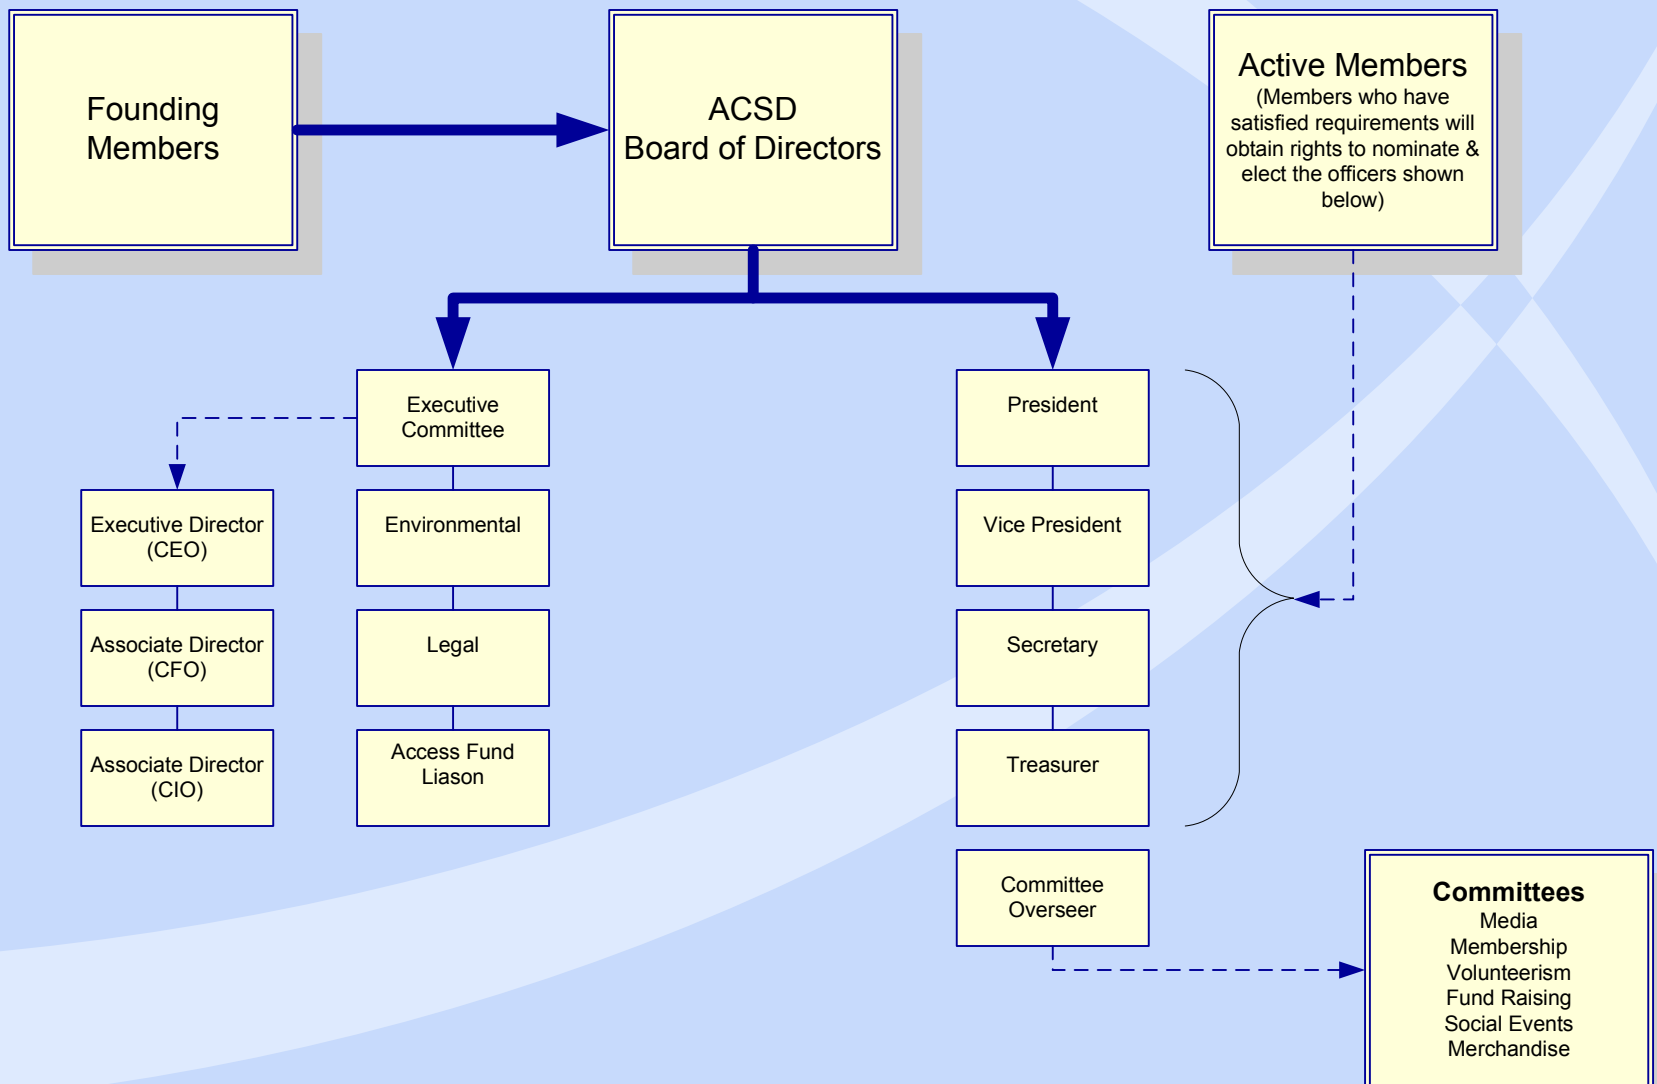 Founding
Members
ACSD
Board of Directors
Active Members
(Members who have
satisfied requirements will
obtain rights to nominate &
elect the officers shown
below)
Executive
Committee
President
Executive Director
(CEO)
Environmental
Vice President
Associate Director
(CFO)
Legal
Secretary
Associate Director
(CIO)
Access Fund
Liason
Treasurer
Committee
Overseer
Committees
Media
Membership
Volunteerism
Fund Raising
Social Events
Merchandise